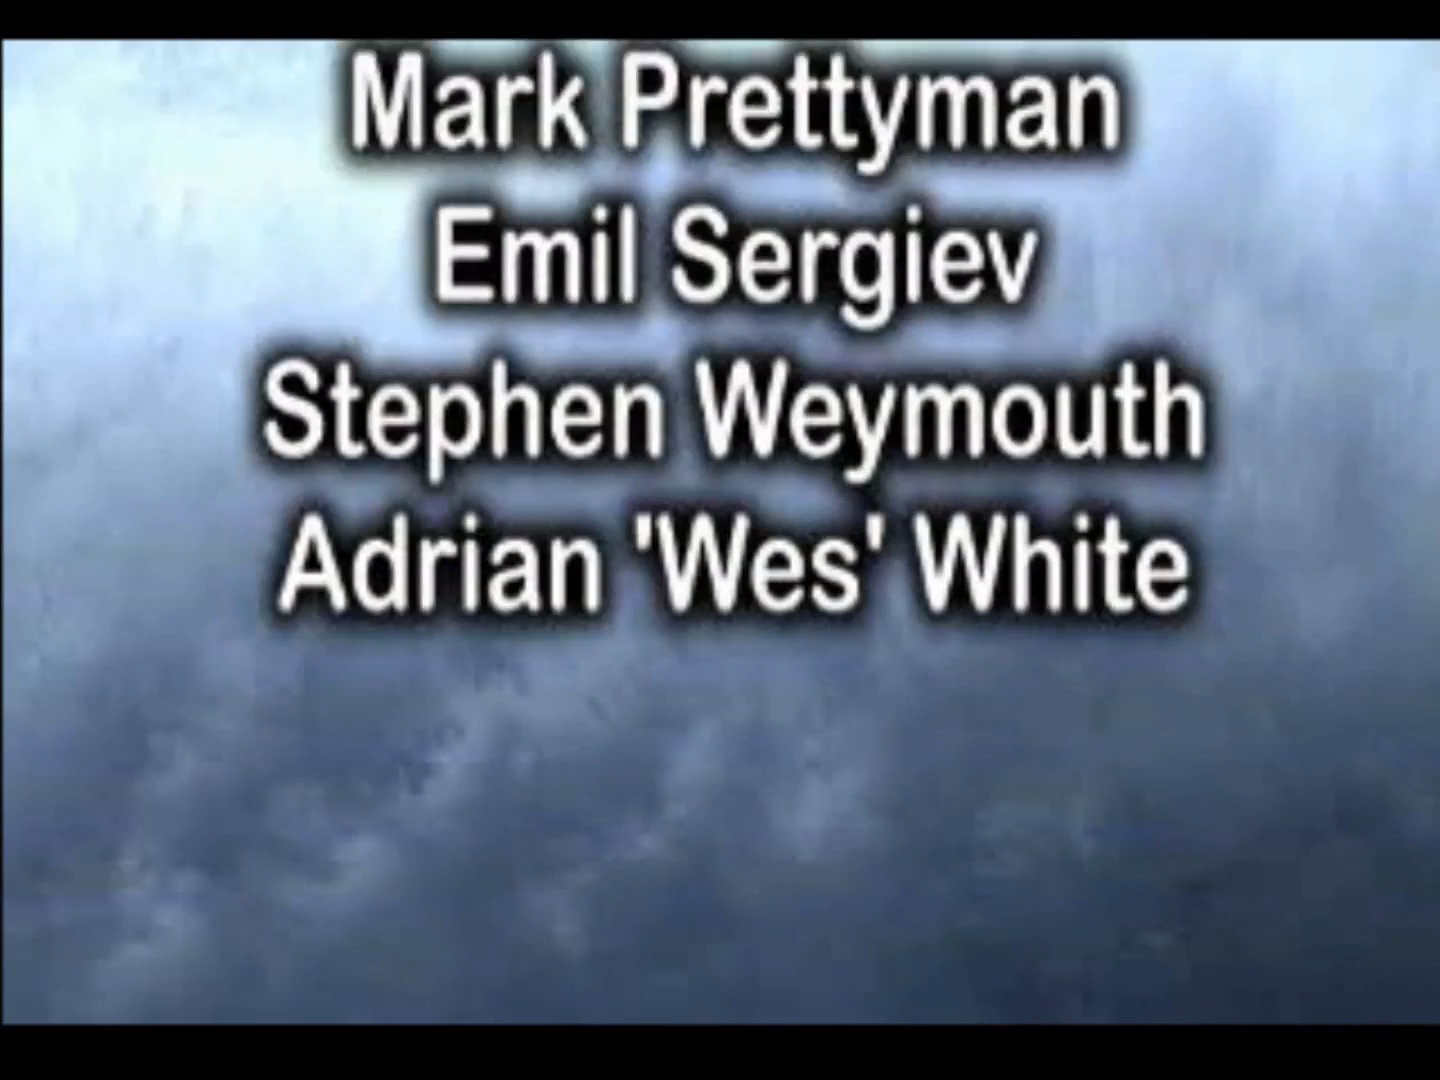 Mark Prettyman
Emil Sergiev
Stephen Weymouth
Adrian 'Wes' White